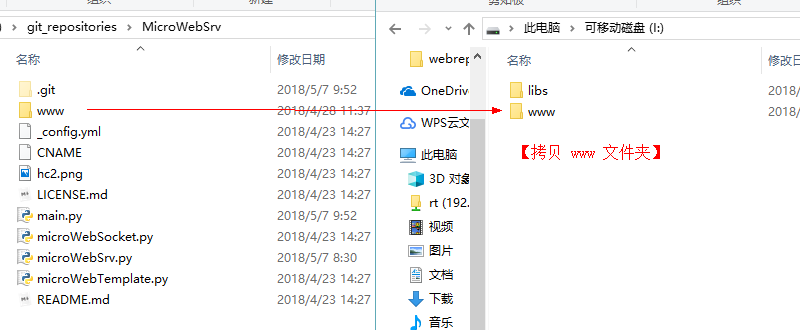 组织
新建
剪贴板
组织
) › git_repositories › MicroWebSrv
名称
修改日期
.git
2018/5/7 9:52
www
2018/4/28 11:37
_config.yml
2018/4/23 14:27
CNAME
2018/4/23 14:27
hc2.png
2018/4/23 14:27
LICENSE.md
2018/4/23 14:27
main.py
2018/5/7 9:52
microWebSocket.py
2018/4/23 14:27
microWebSrv.py
2018/5/7 8:30
microWebTemplate.py
2018/4/23 14:27
README.md
2018/4/23 14:27
› 此电脑 › 可移动磁盘 (I:) ›
webrep
OneDrive
WPS云文
此电脑
3D 对象
rt (192.
视频
图片
文档
下载
音乐
名称
修改日
libs
2018/
www
2018/
【拷贝 www 文件夹】